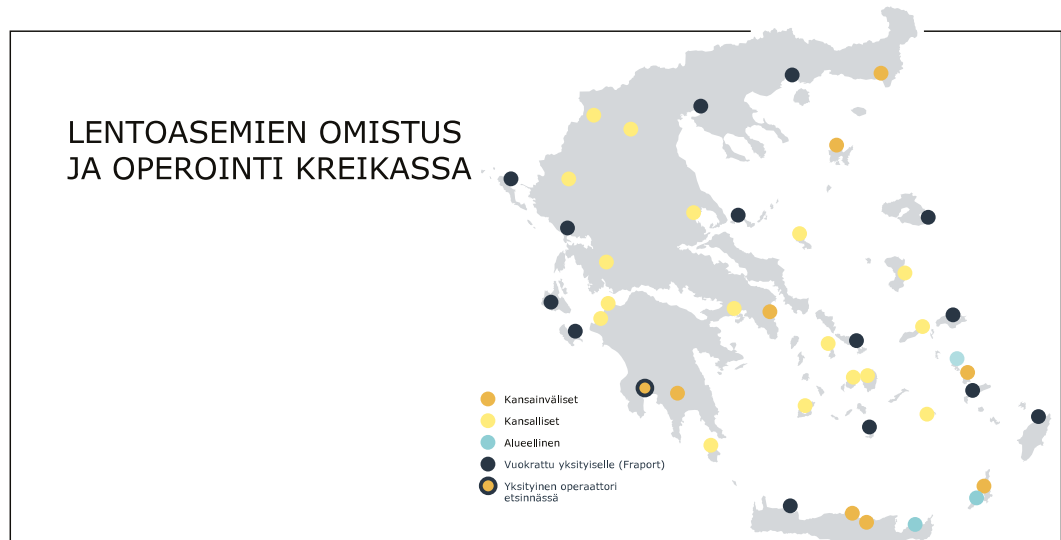 LENTOASEMIEN OMISTUS
JA OPEROINTI KREIKASSA
Kansainväliset
Kansalliset
Alueellinen
Vuokrattu yksityiselle (Fraport)
Yksityinen operaattori
etsinnässä